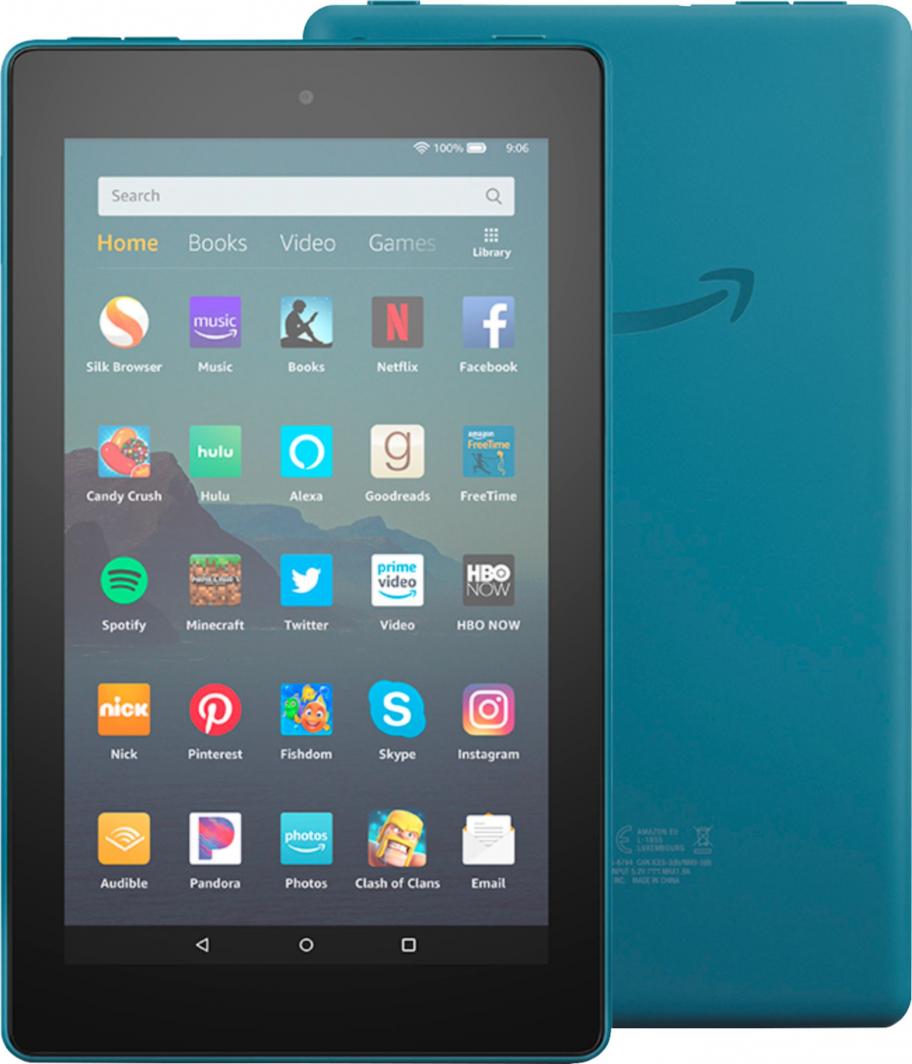 100% 9:06
Search
Home Books Video Games Library
music
Silk Browser Music Books Netflix Facebook
hulu
g
amazon
FreeTime
Candy Crush Hulu Alexa Goodreads FreeTime
prime
video
HBO
NOW
Spotify Minecraft Twitter Video HBO NOW
nick
Nick Pinterest Fishdom Skype Instagram
photos
Audible Pandora Photos Clash of Clans Email
AMAZON EU
L-1855
LUXEMBOURG
MADE IN CHINA